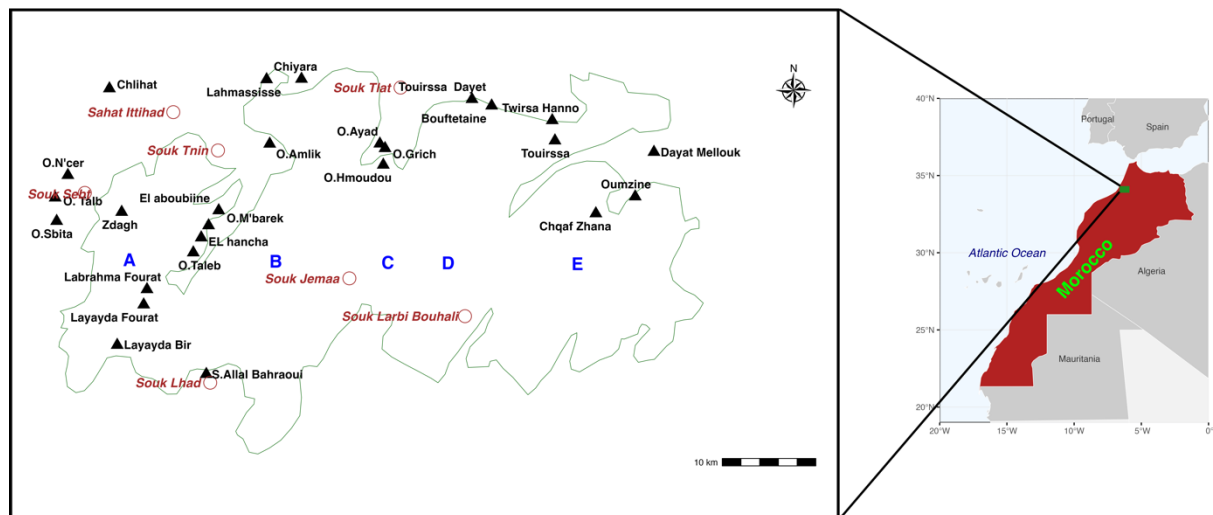 N
Chiyara
Chlihat
Lahmassisse
Souk Tlat
Touirssa
Dayet
Sahat Ittihad
Bouftetaine
Twirsa Hanno
O.Ayad
Souk Tnin
O.Amlik
O.Grich
Touirssa
Dayat Mellouk
O.N'cer
O.Hmoudou
Souk Sebt
O. Talb
El aboubiine
Oumzine
O.Sbita
Zdagh
O.M'barek
Chqaf Zhana
EL hancha
A
B
C
D
E
O.Taleb
Labrahma Fourat
Souk Jemaa
Layayda Fourat
Souk Larbi Bouhali
Layayda Bir
S.Allal Bahraoui
Souk Lhad
10 km
40°N
35°N
30°N
25°N
20°N
Portugal
Spain
Atlantic Ocean
Morocco
Algeria
Mauritania
20°W
15°W
10°W
5°W
0°